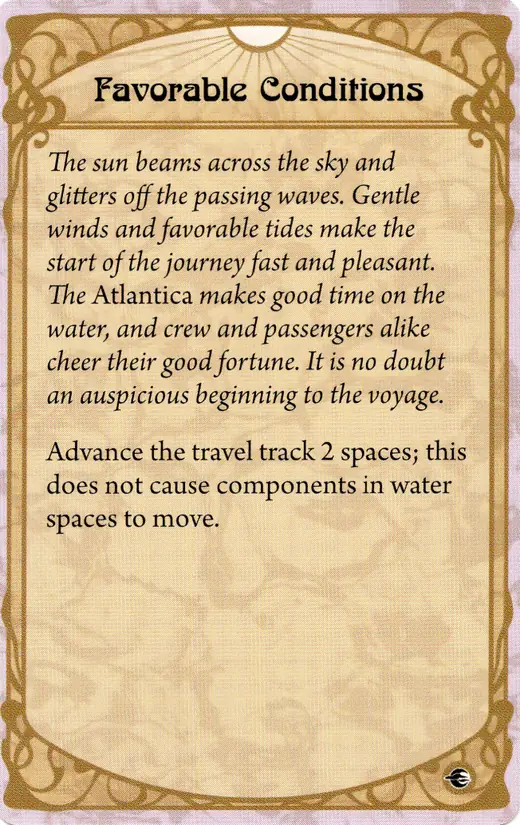 Favorable Conditions
The sun beams across the sky and
glitters off the passing waves. Gentle
winds and favorable tides make the
start of the journey fast and pleasant.
The Atlantica makes good time on the
water, and crew and passengers alike
cheer their good fortune. It is no doubt
an auspicious beginning to the voyage.
Advance the travel track 2 spaces; this
does not cause components in water
spaces to move.